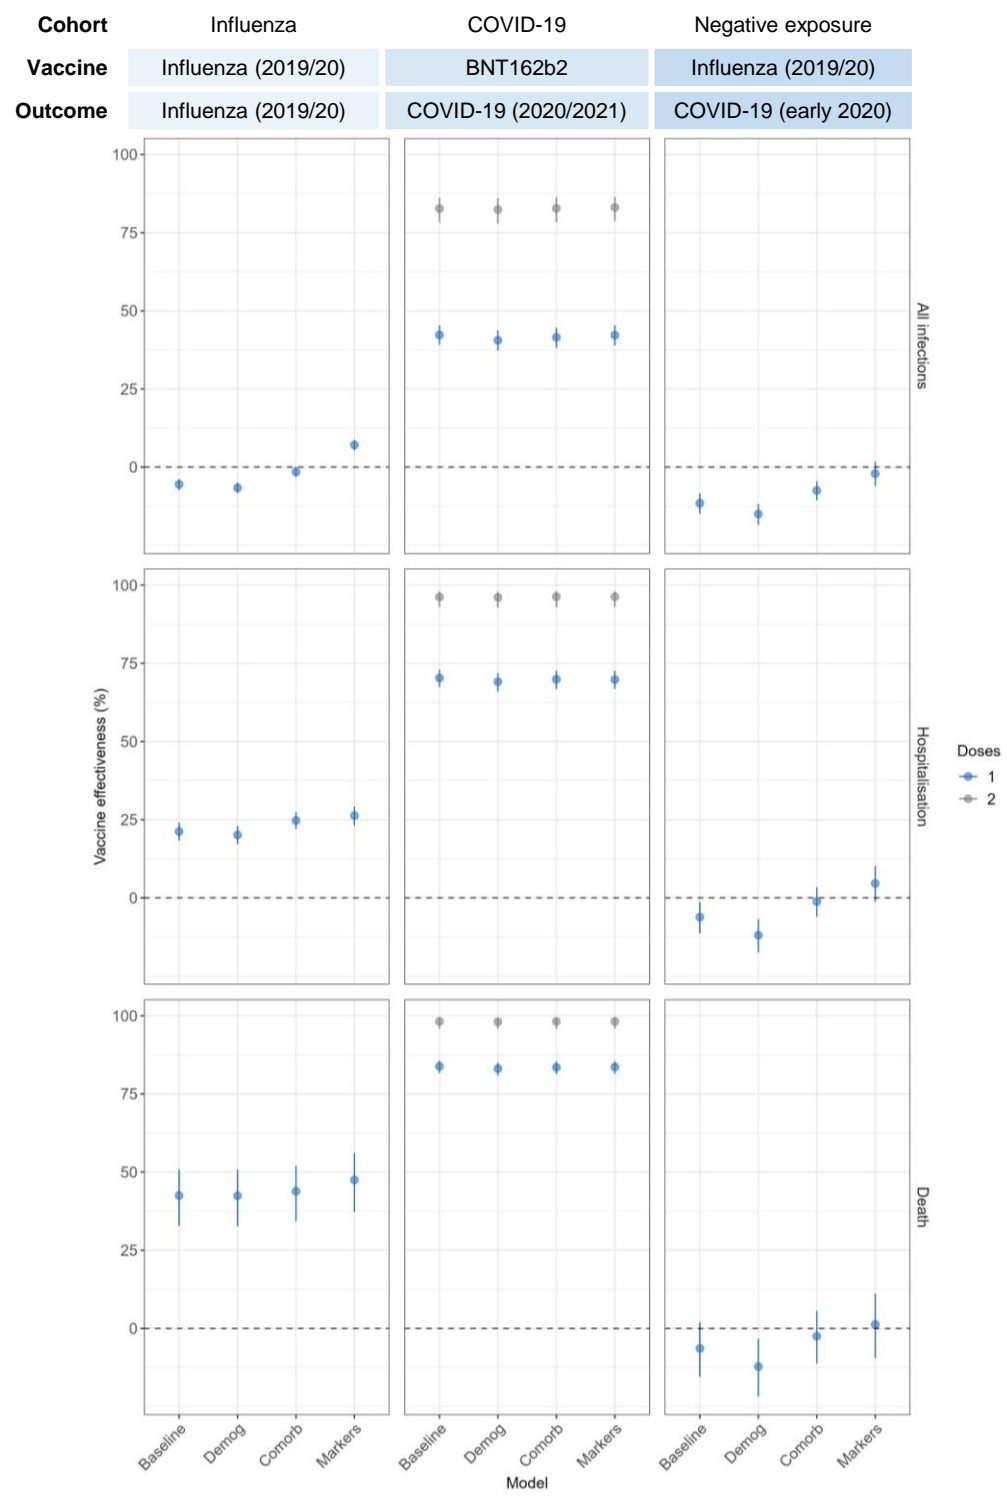 Cohort Influenza COVID-19 Negative exposure
Vaccine Influenza (2019/20) BNT162b2 Influenza (2019/20)
Outcome Influenza (2019/20) COVID-19 (2020/2021) COVID-19 (early 2020)
100
75
50
25
0
All infections
100
75
50
25
0
Hospitalisation
100
75
50
25
0
Death
Vaccine effectiveness (%)
Doses
1
2
Baseline Demog Comorb Markers Baseline Demog Comorb Markers Baseline Demog Comorb Markers
Model